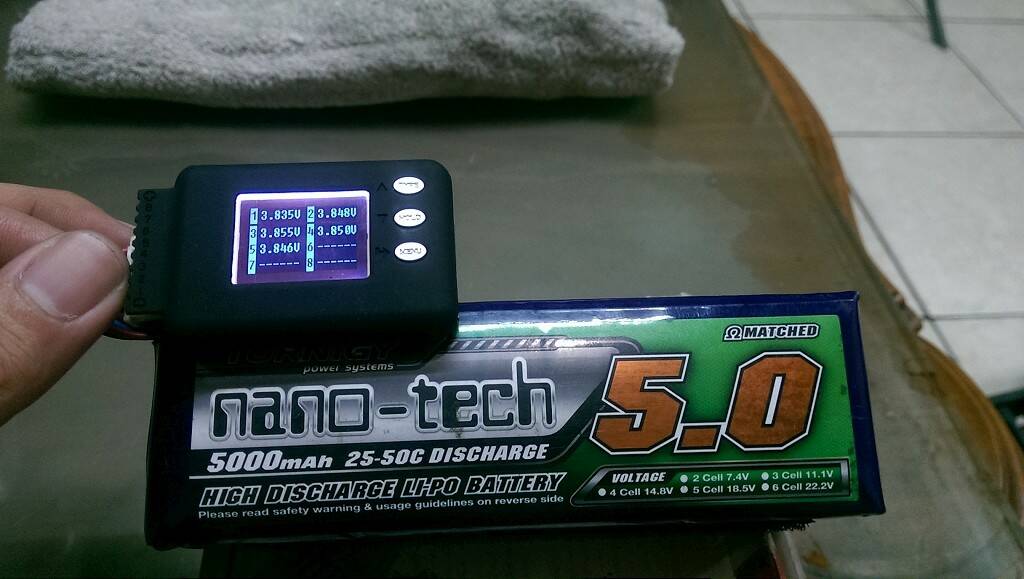 1 3.835V 2 3.848V
3 3.855V 4 3.850V
5 3.846V 6 -----
7 ----- 8 -----
MENU
Ω MATCHED
TURNIGY
power systems
nano-tech
5.0
5000mAh 25-50C DISCHARGE
HIGH DISCHARGE LI-PO BATTERY
Please read safety warning & usage guidelines on reverse side
VOLTAGE ● 2 Cell 7.4V ● 3 Cell 11.1V
● 4 Cell 14.8V ● 5 Cell 18.5V ● 6 Cell 22.2V